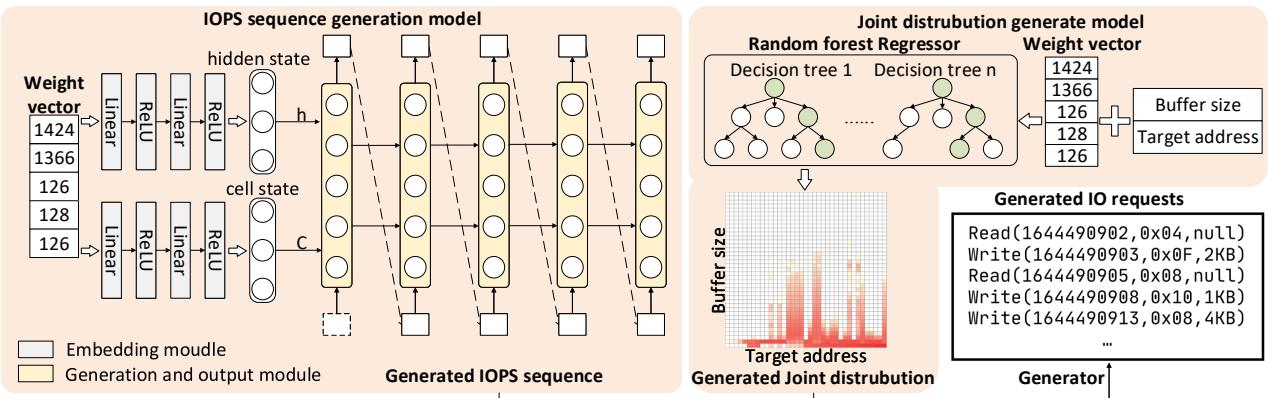 IOPS sequence generation model
hidden state
Weight
vector
1424
1366
126
128
126
Linear
ReLU
Linear
ReLU
h
cell state
Linear
ReLU
Linear
ReLU
C
Embedding moudle
Generation and output module
Generated IOPS sequence
Joint distrubution generate model
Random forest Regressor
Weight vector
Decision tree 1
Decision tree n
......
1424
1366
126
128
126
Buffer size
Target address
Buffer size
Target address
Generated Joint distrubution
Generated IO requests
Read(1644490902,0x04,null)
Write(1644490903,0x0F,2KB)
Read(1644490905,0x08,null)
Write(1644490908,0x10,1KB)
Write(1644490913,0x08,4KB)
…
Generator